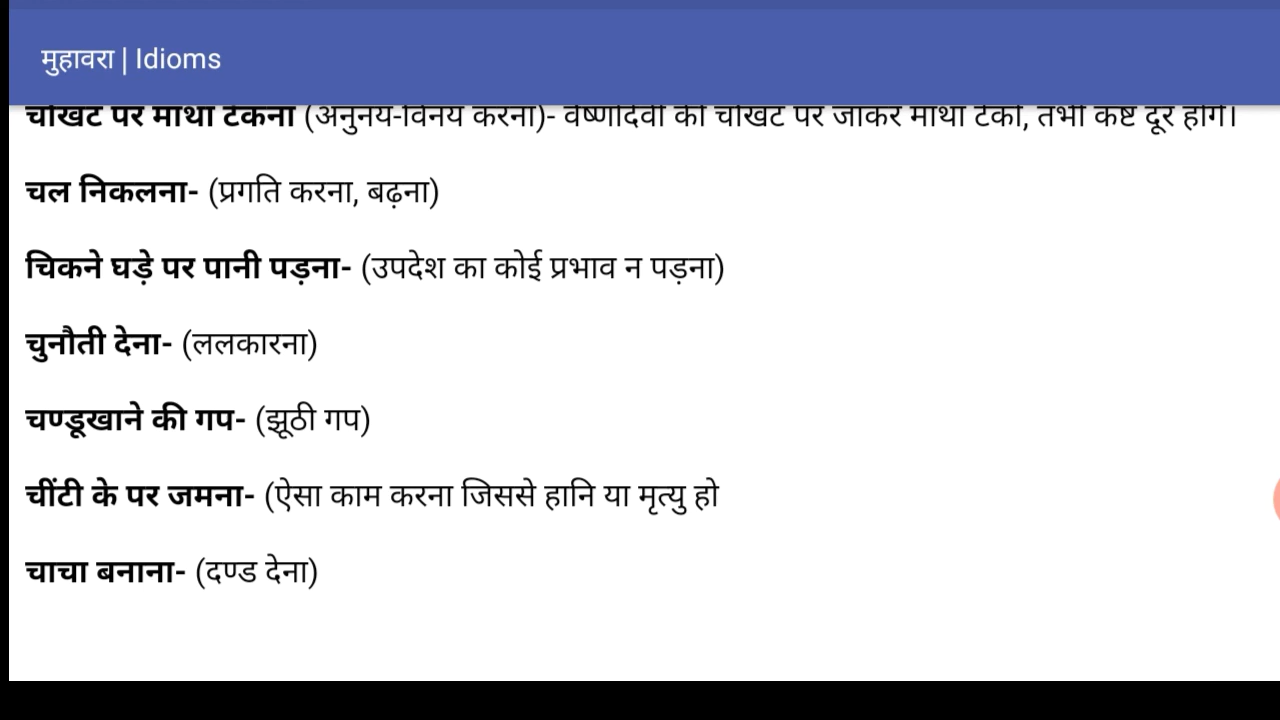 मुहावरा | Idioms
चौखट पर माथा टेकना (अनुनय-विनय करना)- वैष्णोदेवी की चौखट पर जाकर माथा टेको, तभी कष्ट दूर होंगे।
चल निकलना- (प्रगति करना, बढ़ना)
चिकने घड़े पर पानी पड़ना- (उपदेश का कोई प्रभाव न पड़ना)
चुनौती देना- (ललकारना)
चण्डूखाने की गप- (झूठी गप)
चींटी के पर जमना- (ऐसा काम करना जिससे हानि या मृत्यु हो
चाचा बनाना- (दण्ड देना)